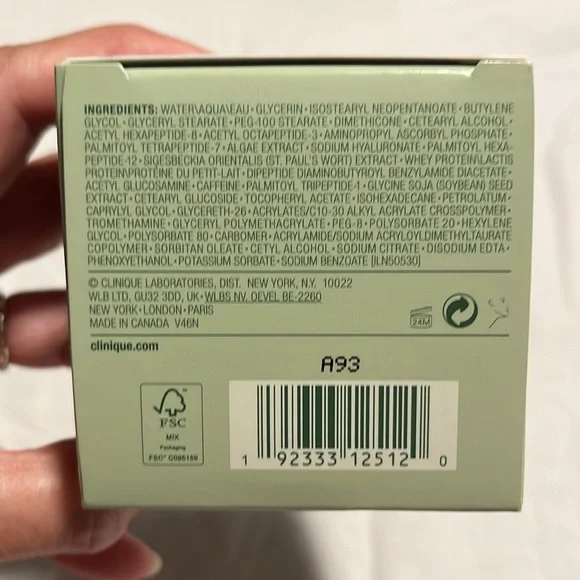 INGREDIENTS: WATER\AQUA\EAU • GLYCERIN • ISOSTEARYL NEOPENTANOATE • BUTYLENE
GLYCOL • GLYCERYL STEARATE • PEG-100 STEARATE • DIMETHICONE • CETEARYL ALCOHOL •
ACETYL HEXAPEPTIDE-8 • ACETYL OCTAPEPTIDE-3 • AMINOPROPYL ASCORBYL PHOSPHATE •
PALMITOYL TETRAPEPTIDE-7 • ALGAE EXTRACT • SODIUM HYALURONATE • PALMITOYL HEXA-
PEPTIDE-12 • SIGESBECKIA ORIENTALIS (ST. PAUL'S WORT) EXTRACT • WHEY PROTEIN\LACTIS
PROTEIN\PROTÉINE DU PETIT-LAIT • DIPEPTIDE DIAMINOBUTYROYL BENZYLAMIDE DIACETATE •
ACETYL GLUCOSAMINE • CAFFEINE • PALMITOYL TRIPEPTIDE-1 • GLYCINE SOJA (SOYBEAN) SEED
EXTRACT • CETEARYL GLUCOSIDE • TOCOPHERYL ACETATE • ISOHEXADECANE • PETROLATUM •
CAPRYLYL GLYCOL • GLYCERETH-26 • ACRYLATES/C10-30 ALKYL ACRYLATE CROSSPOLYMER •
TROMETHAMINE • GLYCERYL POLYMETHACRYLATE • PEG-8 • POLYSORBATE 20 • HEXYLENE
GLYCOL • POLYSORBATE 80 • CARBOMER • ACRYLAMIDE/SODIUM ACRYLOYLDIMETHYLTAURATE
COPOLYMER • SORBITAN OLEATE • CETYL ALCOHOL • SODIUM CITRATE • DISODIUM EDTA •
PHENOXYETHANOL • POTASSIUM SORBATE • SODIUM BENZOATE [ILN50530]
© CLINIQUE LABORATORIES, DIST. NEW YORK, N.Y. 10022
WLB LTD, GU32 3DD, UK • WLBS NV. OEVEL BE-2260
NEW YORK • LONDON • PARIS
MADE IN CANADA V46N
24M
clinique.com
A93
FSC
MIX
Packaging
FSC® C095159
1 92333 12512 0